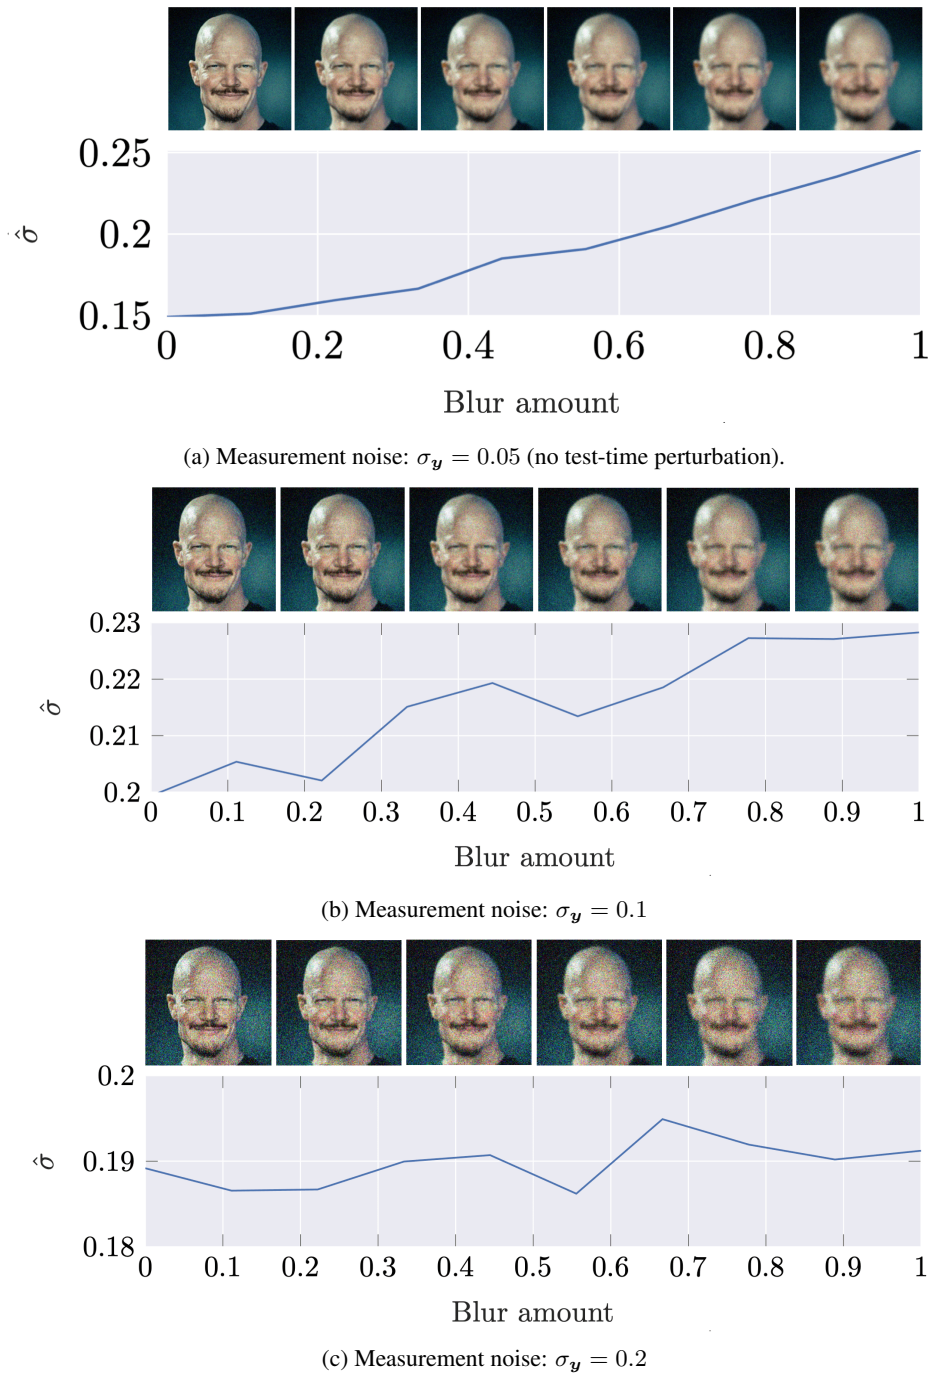 0.25
0.2
0.15
σ̂
0 0.2 0.4 0.6 0.8 1
Blur amount
(a) Measurement noise: σ_y = 0.05 (no test-time perturbation).
0.23
0.22
0.21
0.2
σ̂
0 0.1 0.2 0.3 0.4 0.5 0.6 0.7 0.8 0.9 1
Blur amount
(b) Measurement noise: σ_y = 0.1
0.2
0.19
0.18
σ̂
0 0.1 0.2 0.3 0.4 0.5 0.6 0.7 0.8 0.9 1
Blur amount
(c) Measurement noise: σ_y = 0.2